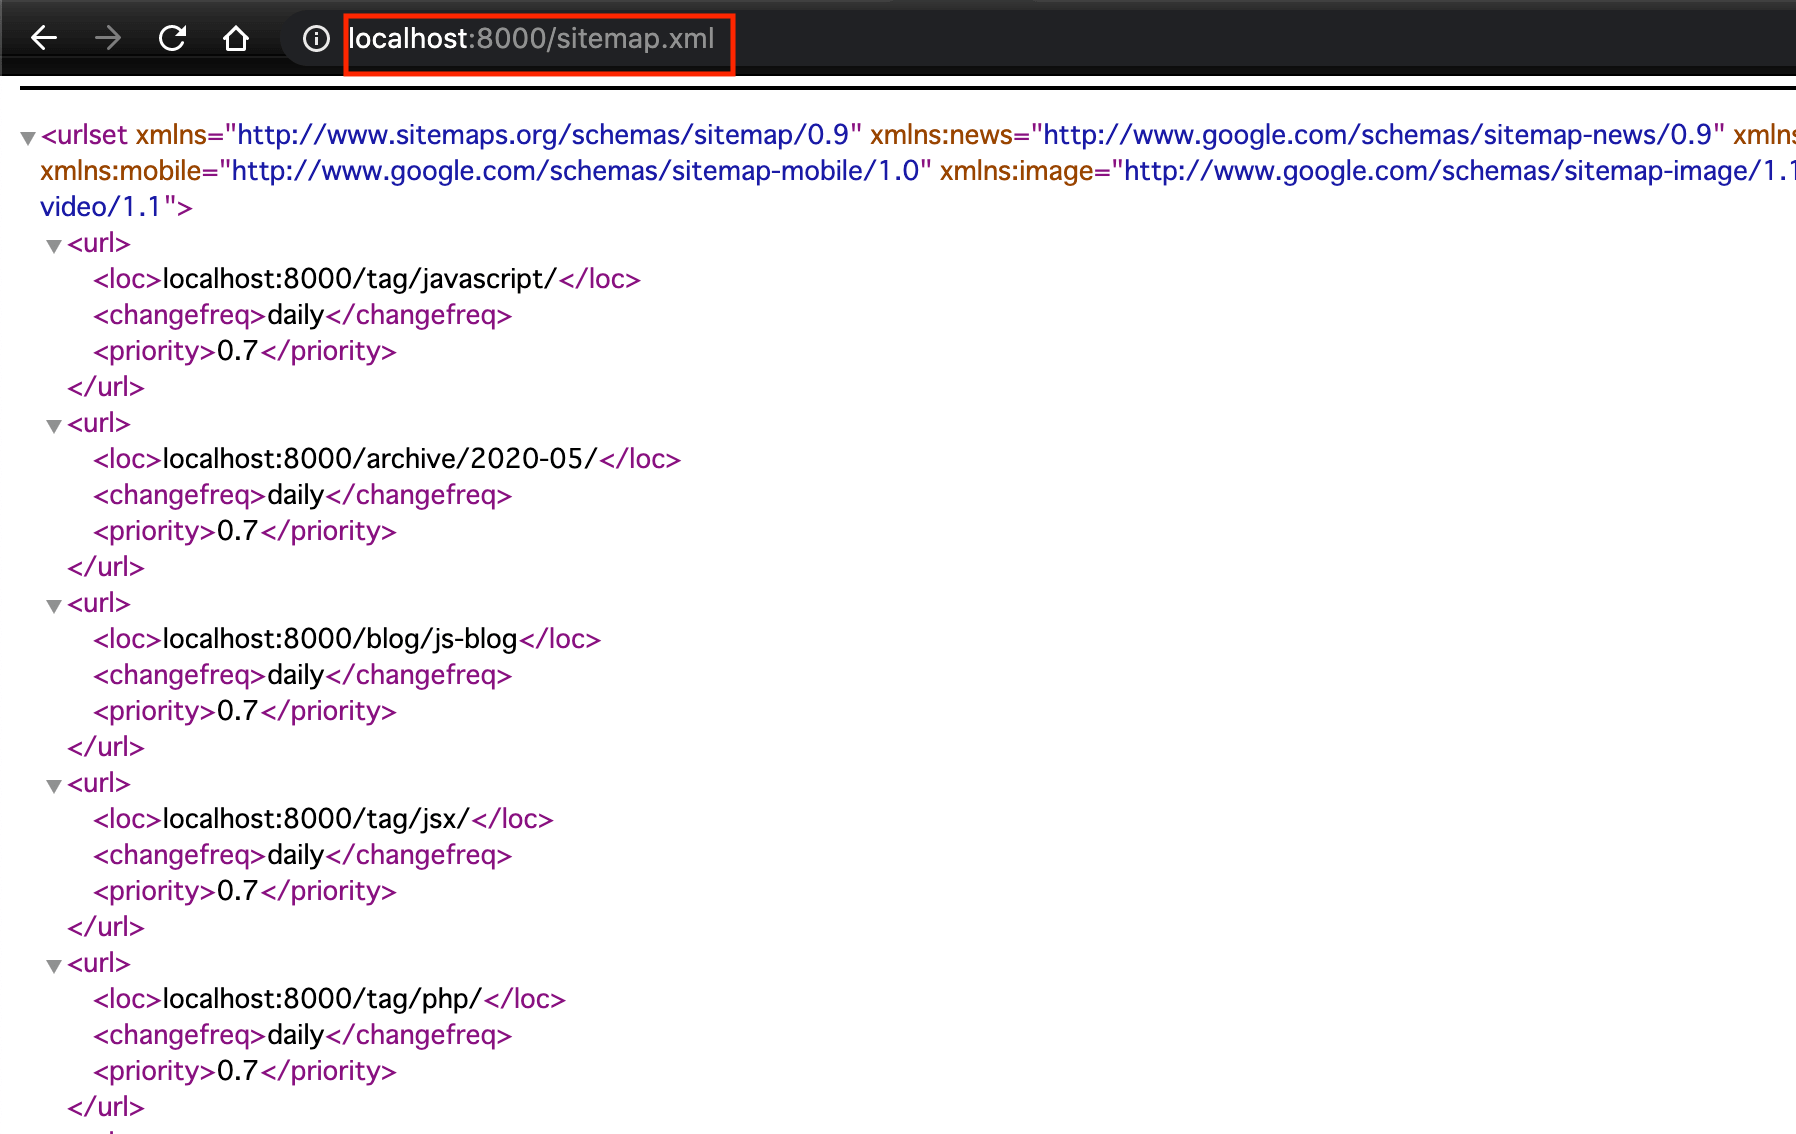 localhost:8000/sitemap.xml
<urlset xmlns="http://www.sitemaps.org/schemas/sitemap/0.9" xmlns:news="http://www.google.com/schemas/sitemap-news/0.9"
xmlns:mobile="http://www.google.com/schemas/sitemap-mobile/1.0" xmlns:image="http://www.google.com/schemas/sitemap-image/1.1
video/1.1">
<url>
<loc>localhost:8000/tag/javascript/</loc>
<changefreq>daily</changefreq>
<priority>0.7</priority>
</url>
<url>
<loc>localhost:8000/archive/2020-05/</loc>
<changefreq>daily</changefreq>
<priority>0.7</priority>
</url>
<url>
<loc>localhost:8000/blog/js-blog</loc>
<changefreq>daily</changefreq>
<priority>0.7</priority>
</url>
<url>
<loc>localhost:8000/tag/jsx/</loc>
<changefreq>daily</changefreq>
<priority>0.7</priority>
</url>
<url>
<loc>localhost:8000/tag/php/</loc>
<changefreq>daily</changefreq>
<priority>0.7</priority>
</url>